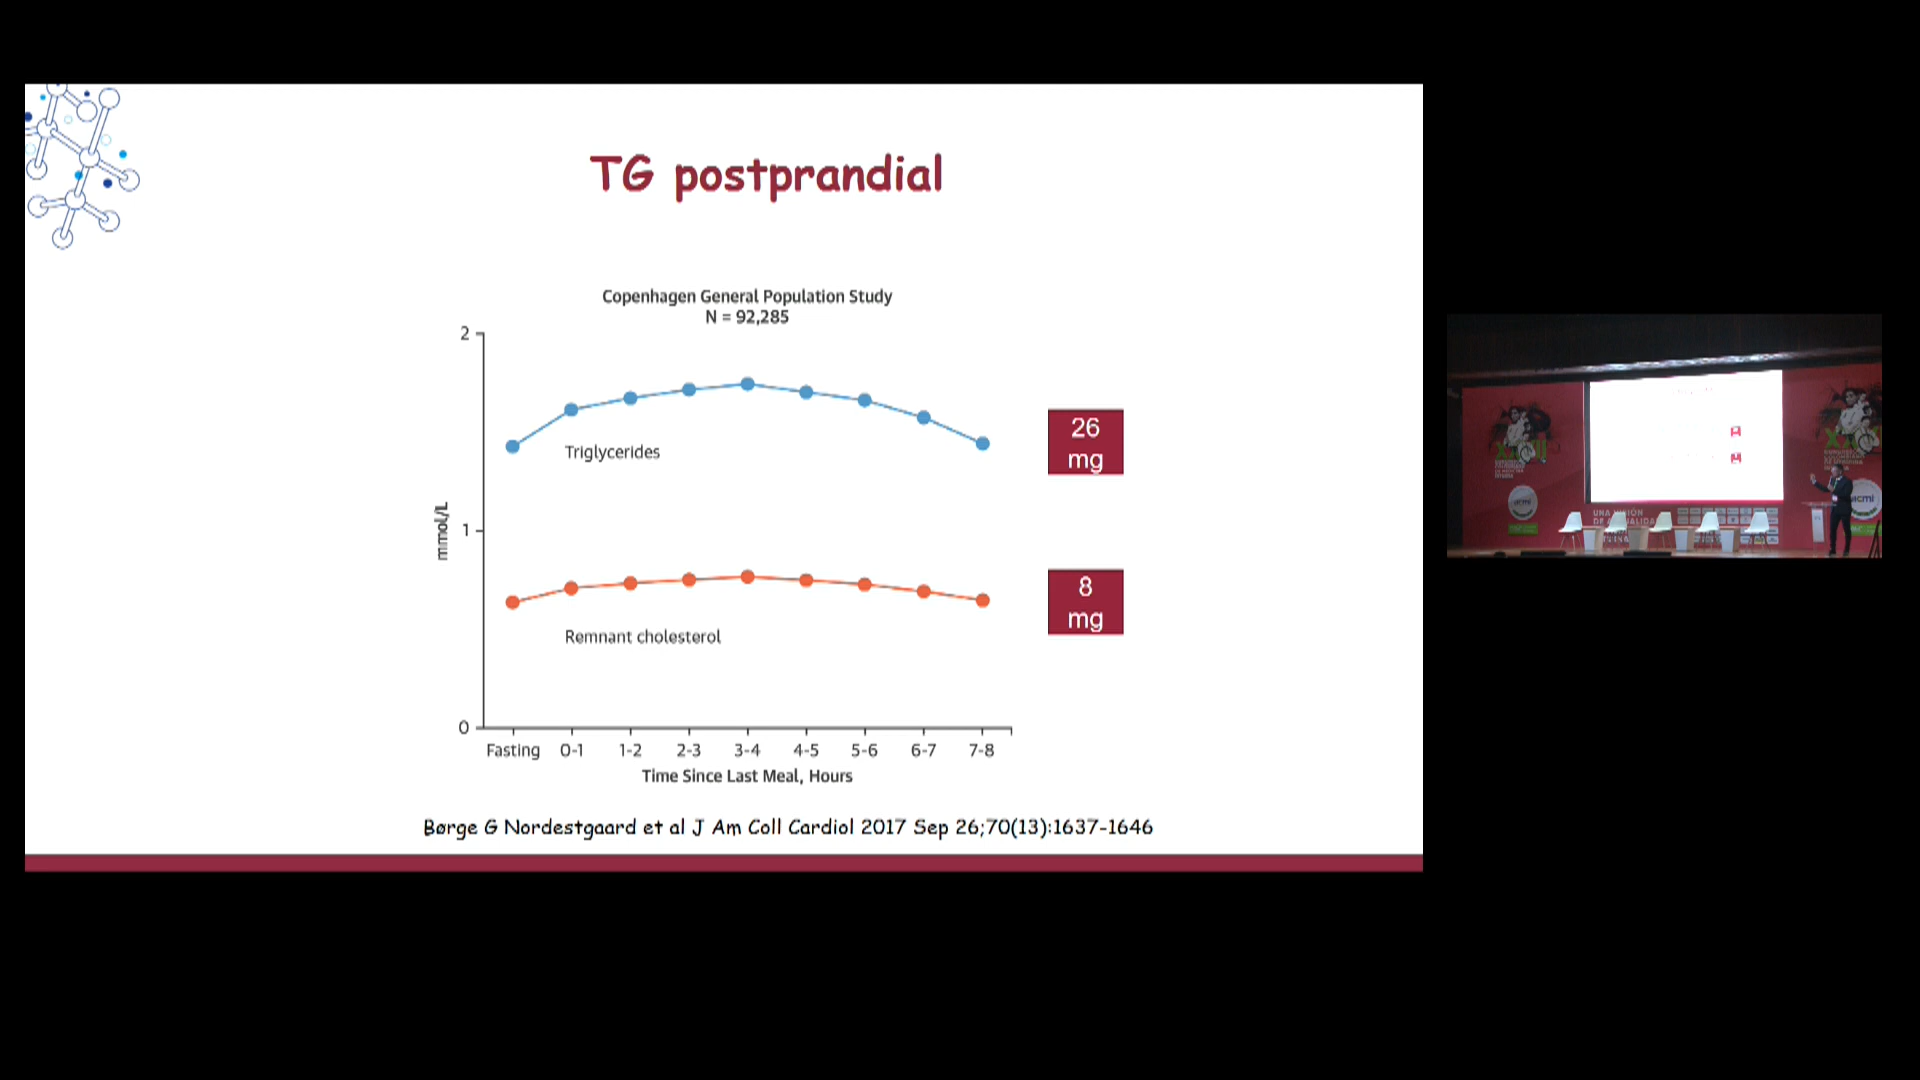 TG postprandial
Copenhagen General Population Study
N = 92,285
2
1
0
mmol/L
Triglycerides
Remnant cholesterol
26
mg
8
mg
Fasting 0-1 1-2 2-3 3-4 4-5 5-6 6-7 7-8
Time Since Last Meal, Hours
Børge G Nordestgaard et al J Am Coll Cardiol 2017 Sep 26;70(13):1637-1646
acmi
acmi